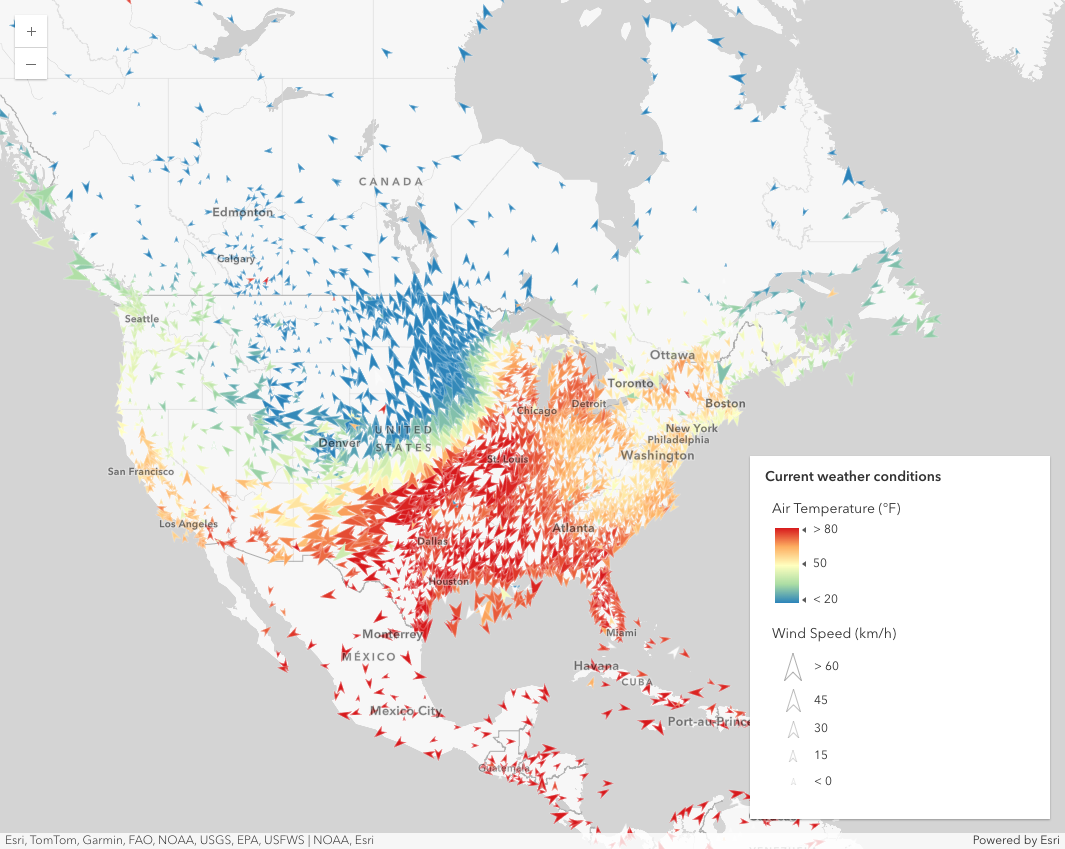 +
−
CANADA
Edmonton
Calgary
Seattle
Ottawa
Toronto
Boston
Chicago
Detroit
New York
Philadelphia
UNITED
STATES
Denver
Washington
St. Louis
San Francisco
Los Angeles
Atlanta
Dallas
Houston
Miami
Monterrey
MÉXICO
Havana
CUBA
Mexico City
Port-au-Prince
Guatemala
Current weather conditions
Air Temperature (°F)
> 80
50
< 20
Wind Speed (km/h)
> 60
45
30
15
< 0
Esri, TomTom, Garmin, FAO, NOAA, USGS, EPA, USFWS | NOAA, Esri
Powered by Esri